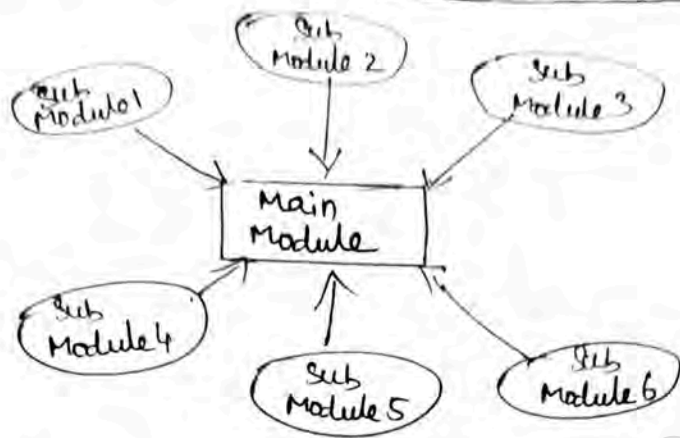 Sub
Module 2
Sub
Module 1
Sub
Module 3
Main
Module
Sub
Module 4
Sub
Module 5
Sub
Module 6